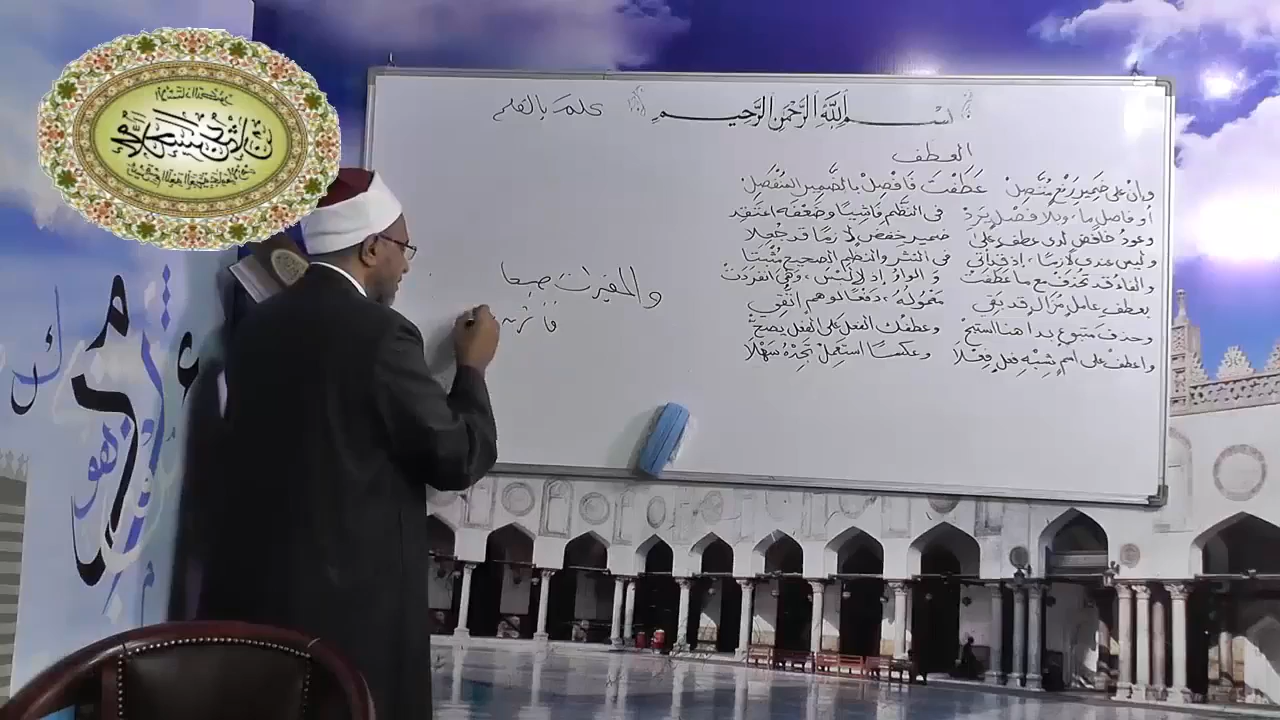 بسم الله الرحمن الرحيم
علم بالقلم
العطف
وإن على ضمير رفع متصل عطفت فافصل بالضمير المنفصل
أو فاصل ما، وبلا فصل يرد في النظم فاشيا وضعفه اعتقد
وعود خافض لدى عطف على ضمير خفض لازما قد جعلا
وليس عندى لازما، إذ قد أتى في النثر والنظم الصحيح مثبتا
والفاء قد تحذف مع ما عطفت والواو إذ لا لبس، وهي انفردت
بعطف عامل مزال قد بقي معموله، دفعا لوهم اتقي
وحذف متبوع بدا هنا استبح وعطفك الفعل على الفعل يصح
واعطف على اسم شبه فعل فعلا وعكسا استعمل تجده سهلا
والمغيرات صبحا